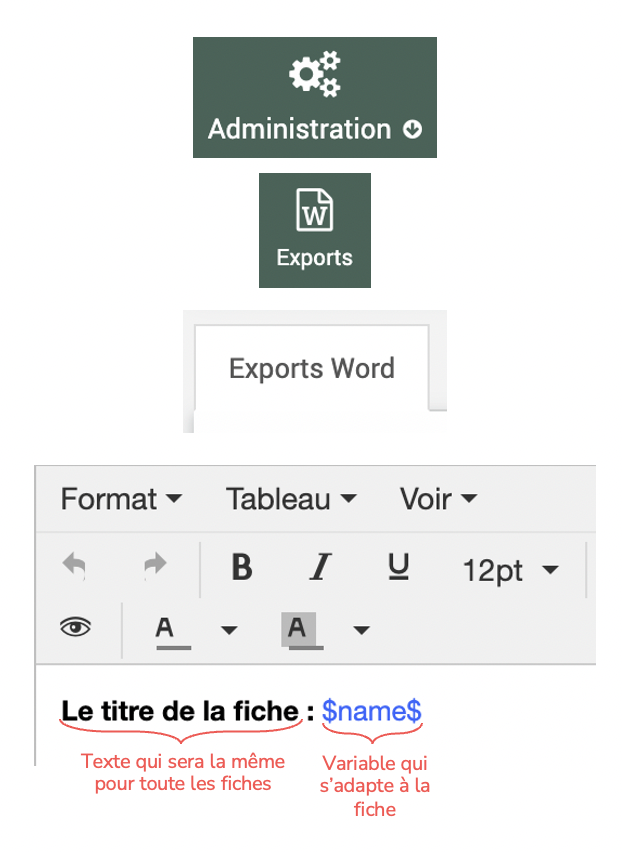 Administration
W
Exports
Exports Word
Format Tableau Voir
B I U 12pt
A A
Le titre de la fiche : $name$
Texte qui sera la même
pour toute les fiches
Variable qui
s'adapte à la
fiche